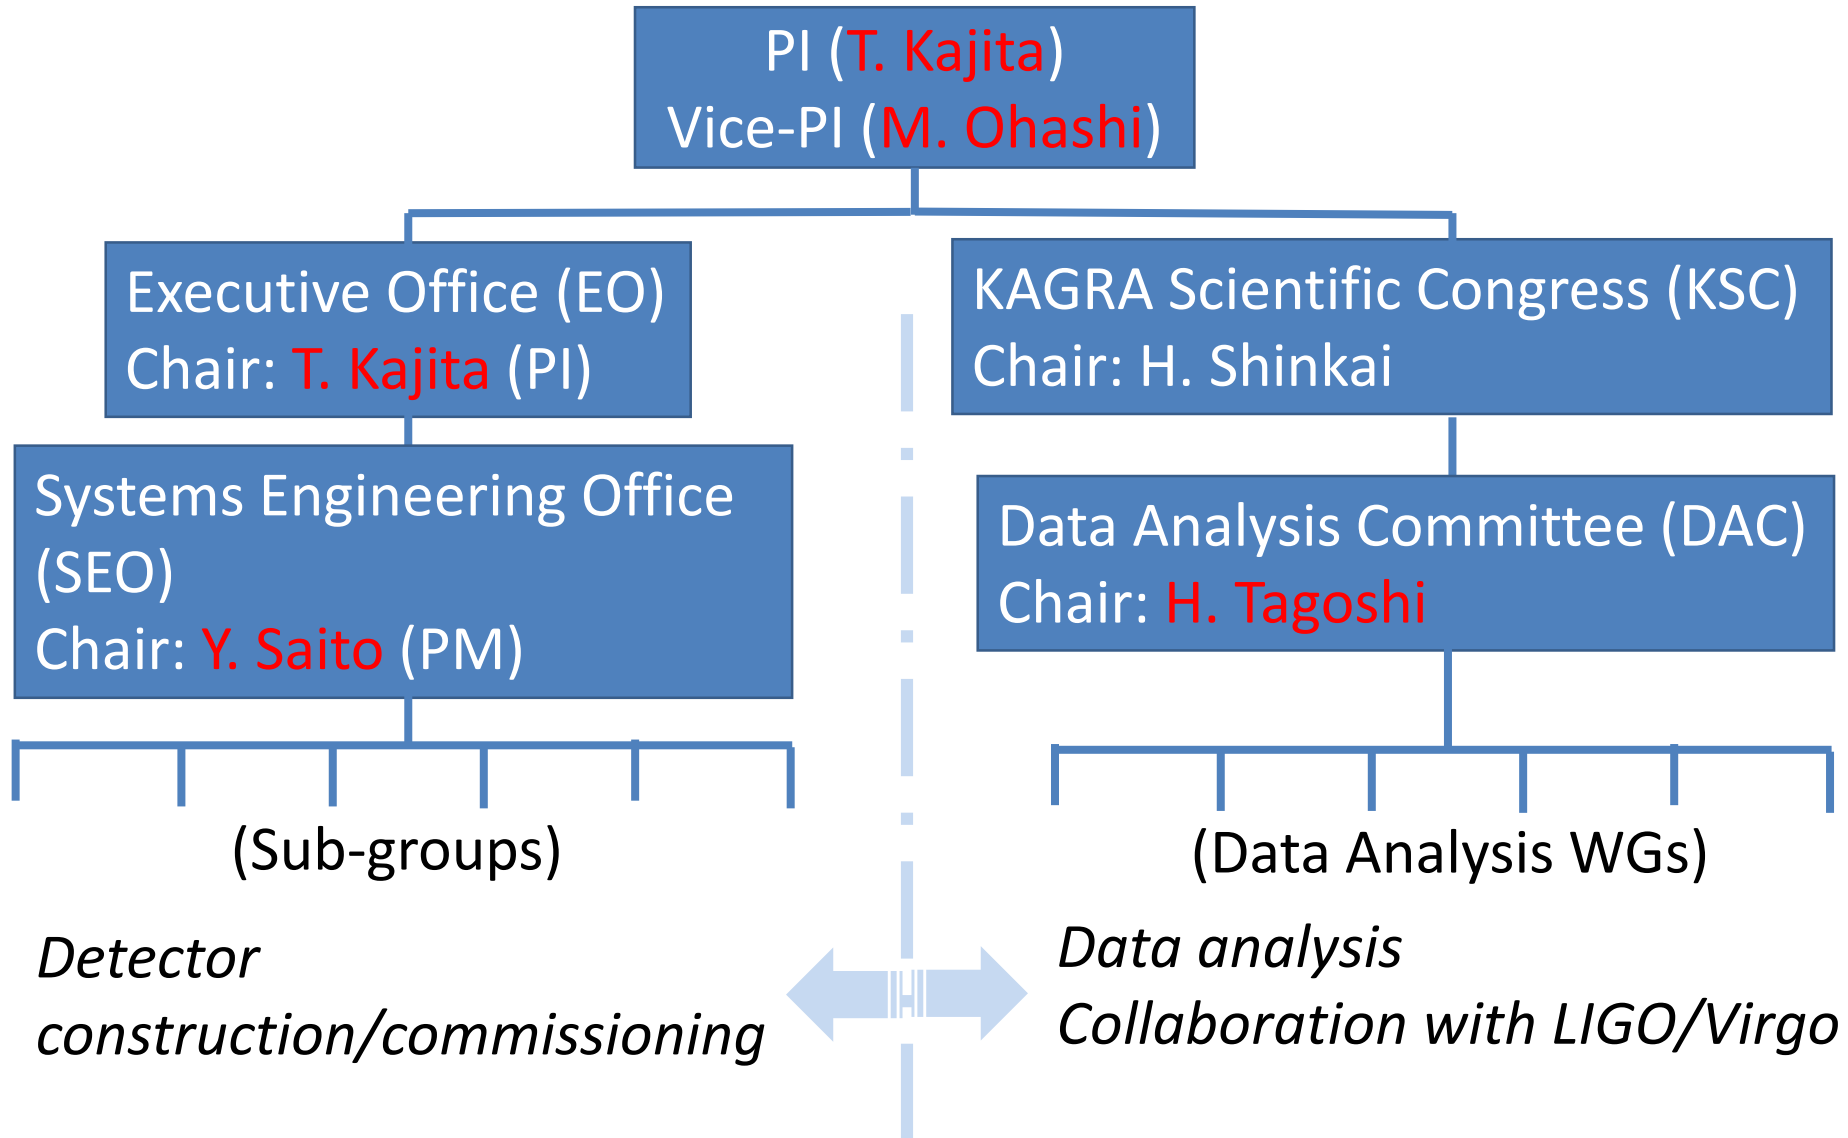 PI (T. Kajita)
Vice-PI (M. Ohashi)
Executive Office (EO)
Chair: T. Kajita (PI)
Systems Engineering Office
(SEO)
Chair: Y. Saito (PM)
(Sub-groups)
Detector
construction/commissioning
KAGRA Scientific Congress (KSC)
Chair: H. Shinkai
Data Analysis Committee (DAC)
Chair: H. Tagoshi
(Data Analysis WGs)
Data analysis
Collaboration with LIGO/Virgo